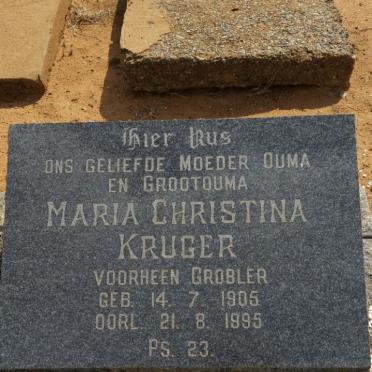 Hier Rus
ONS GELIEFDE MOEDER OUMA
EN GROOTOUMA
MARIA CHRISTINA
KRUGER
VOORHEEN GROBLER
GEB. 14. 7. 1905
OORL. 21. 8. 1995
PS. 23.